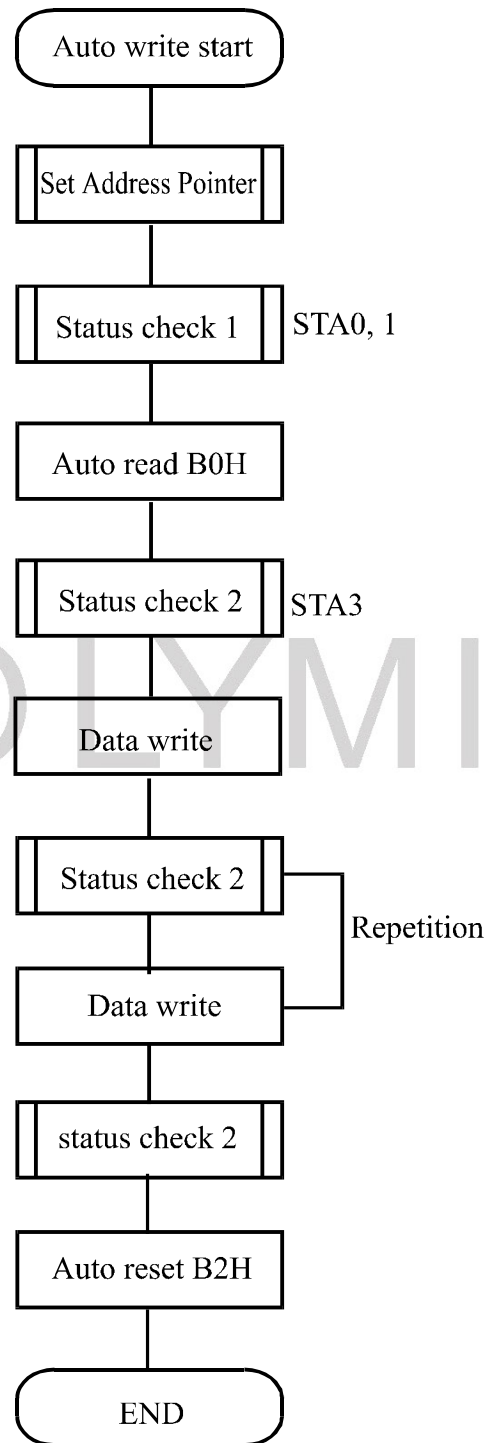 Auto write start
Set Address Pointer
Status check 1
STA0, 1
Auto read B0H
Status check 2
STA3
OLYMI
Data write
Status check 2
Repetition
Data write
status check 2
Auto reset B2H
END